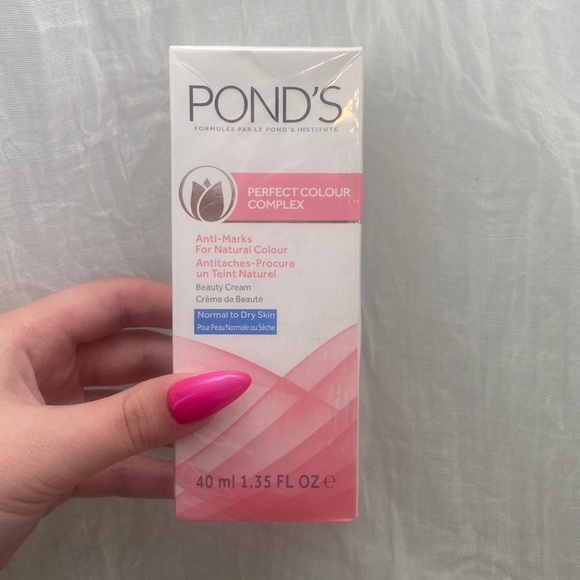 POND'S
FORMULÉE PAR LE POND'S INSTITUTE
PERFECT COLOUR
COMPLEX
Anti-Marks
For Natural Colour
Antitaches-Procure
un Teint Naturel
Beauty Cream
Crème de Beauté
Normal to Dry Skin
Pour Peau Normale ou Sèche
40 ml 1.35 FL OZ ℮